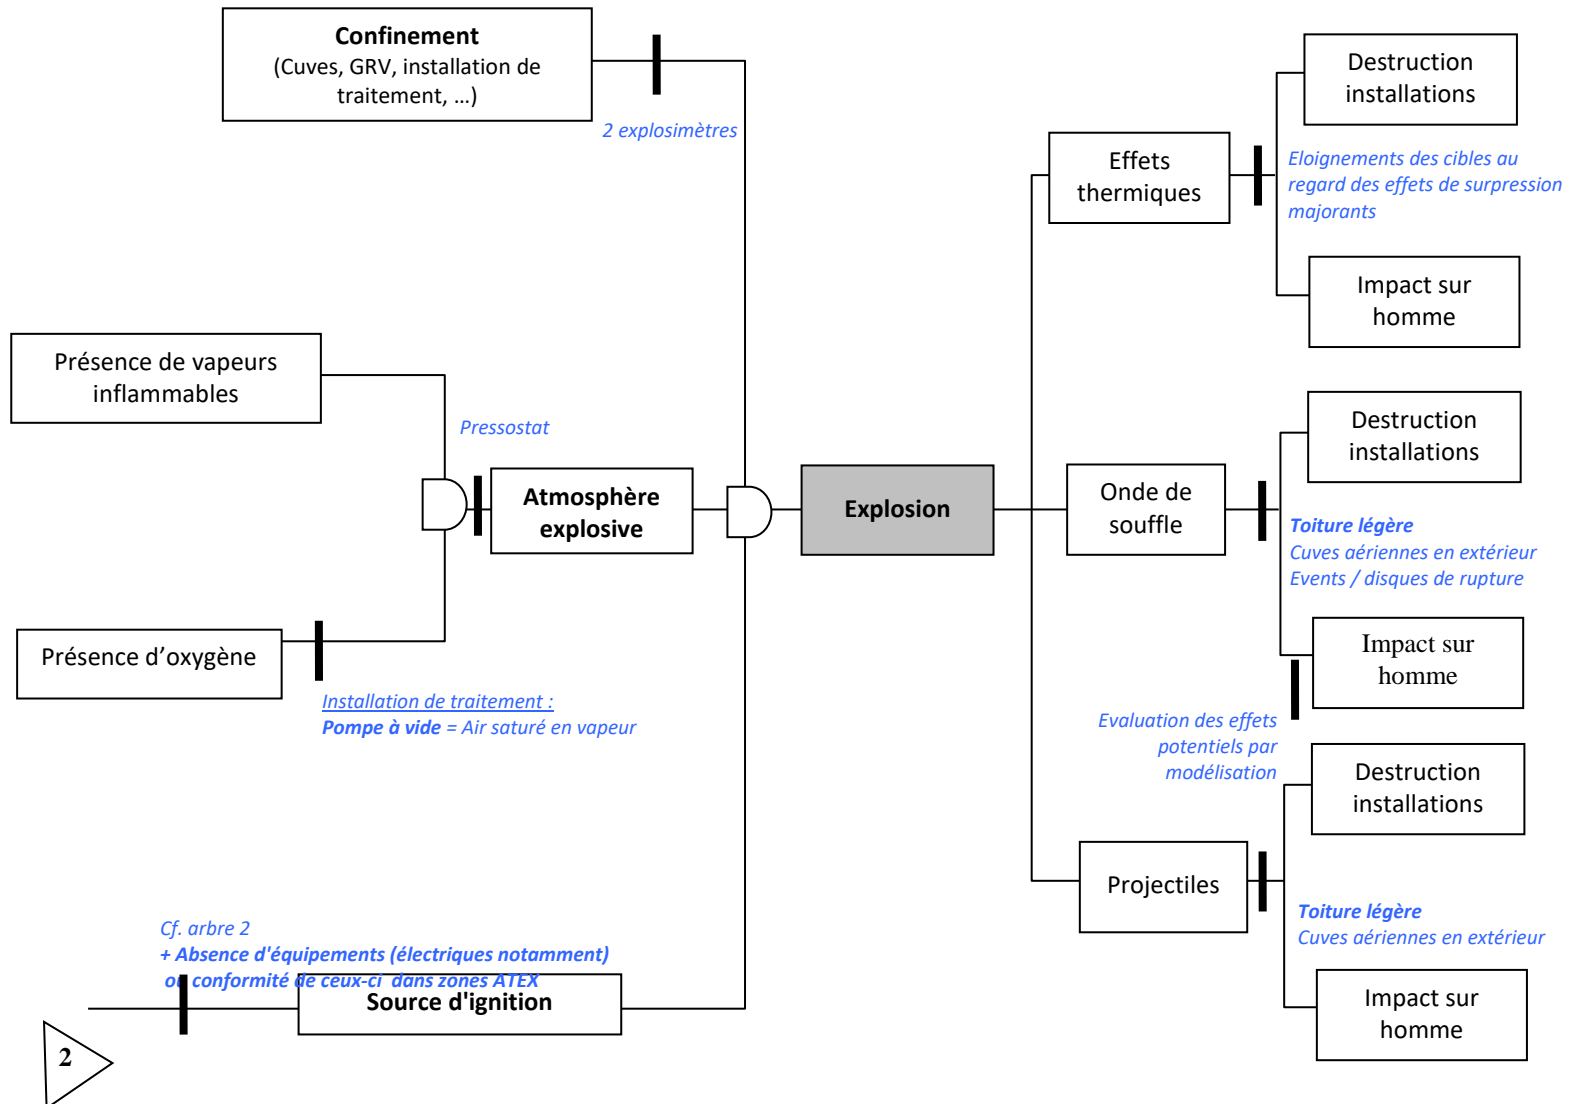 Confinement
(Cuves, GRV, installation de
traitement, …)
2 explosimètres
Destruction
installations
Effets
thermiques
Eloignements des cibles au
regard des effets de surpression
majorants
Impact sur
homme
Présence de vapeurs
inflammables
Pressostat
Atmosphère
explosive
Explosion
Destruction
installations
Onde de
souffle
Toiture légère
Cuves aériennes en extérieur
Events / disques de rupture
Présence d’oxygène
Installation de traitement :
Pompe à vide = Air saturé en vapeur
Impact sur
homme
Evaluation des effets
potentiels par
modélisation
Destruction
installations
Projectiles
Toiture légère
Cuves aériennes en extérieur
Impact sur
homme
Cf. arbre 2
+ Absence d'équipements (électriques notamment)
ou conformité de ceux-ci dans zones ATEX
Source d'ignition
2